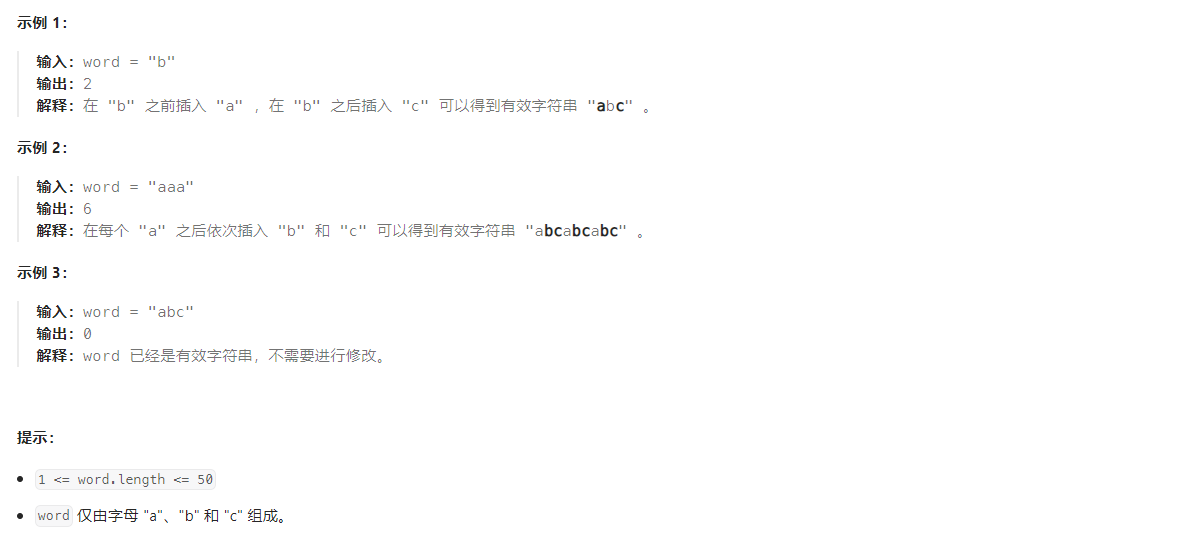 示例 1：
输入：word = "b"
输出：2
解释：在 "b" 之前插入 "a" ，在 "b" 之后插入 "c" 可以得到有效字符串 "abc" 。
示例 2：
输入：word = "aaa"
输出：6
解释：在每个 "a" 之后依次插入 "b" 和 "c" 可以得到有效字符串 "abcabcabc" 。
示例 3：
输入：word = "abc"
输出：0
解释：word 已经是有效字符串，不需要进行修改。
提示：
• 1 <= word.length <= 50
• word 仅由字母 "a"、"b" 和 "c" 组成。